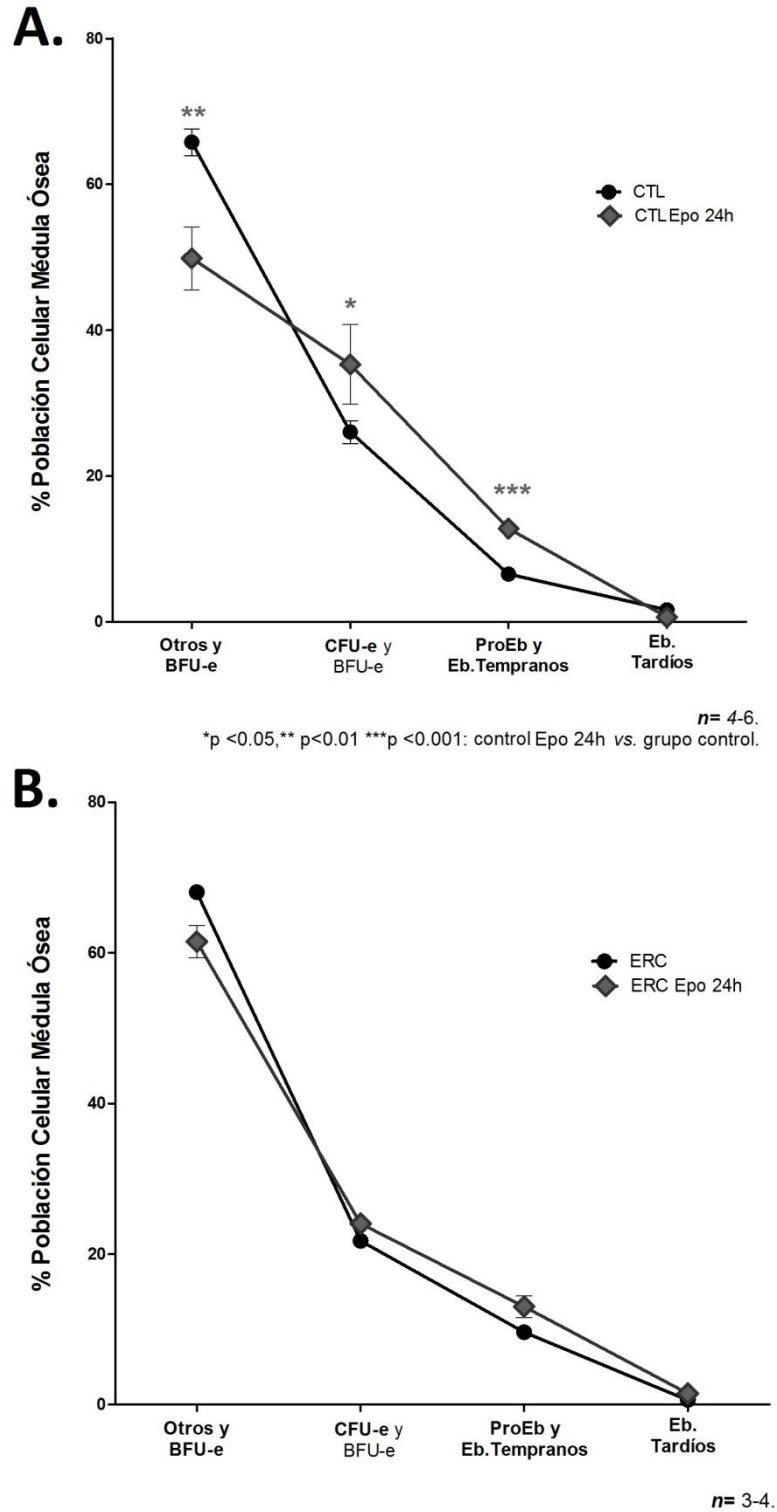 A.
80
60
40
20
0
% Población Celular Médula Ósea
**
*
***
CTL
CTL Epo 24h
Otros y
BFU-e
CFU-e y
BFU-e
ProEb y
Eb.Tempranos
Eb.
Tardíos
n= 4-6.
*p <0.05,** p<0.01 ***p <0.001: control Epo 24h vs. grupo control.
B.
80
60
40
20
0
% Población Celular Médula Ósea
ERC
ERC Epo 24h
Otros y
BFU-e
CFU-e y
BFU-e
ProEb y
Eb.Tempranos
Eb.
Tardíos
n= 3-4.